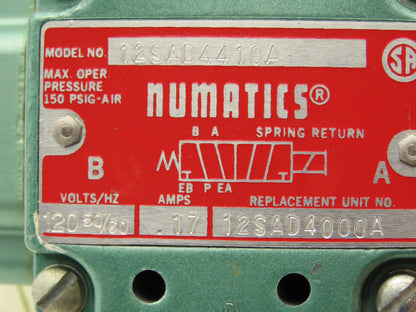 MODEL NO. 12SAD4410A
SA
MAX. OPER.
PRESSURE
150 PSIG-AIR
NUMATICS®
B A SPRING RETURN
B A
EB P EA
VOLTS/HZ AMPS REPLACEMENT UNIT NO.
120 50/60 .17 12SAD4000A